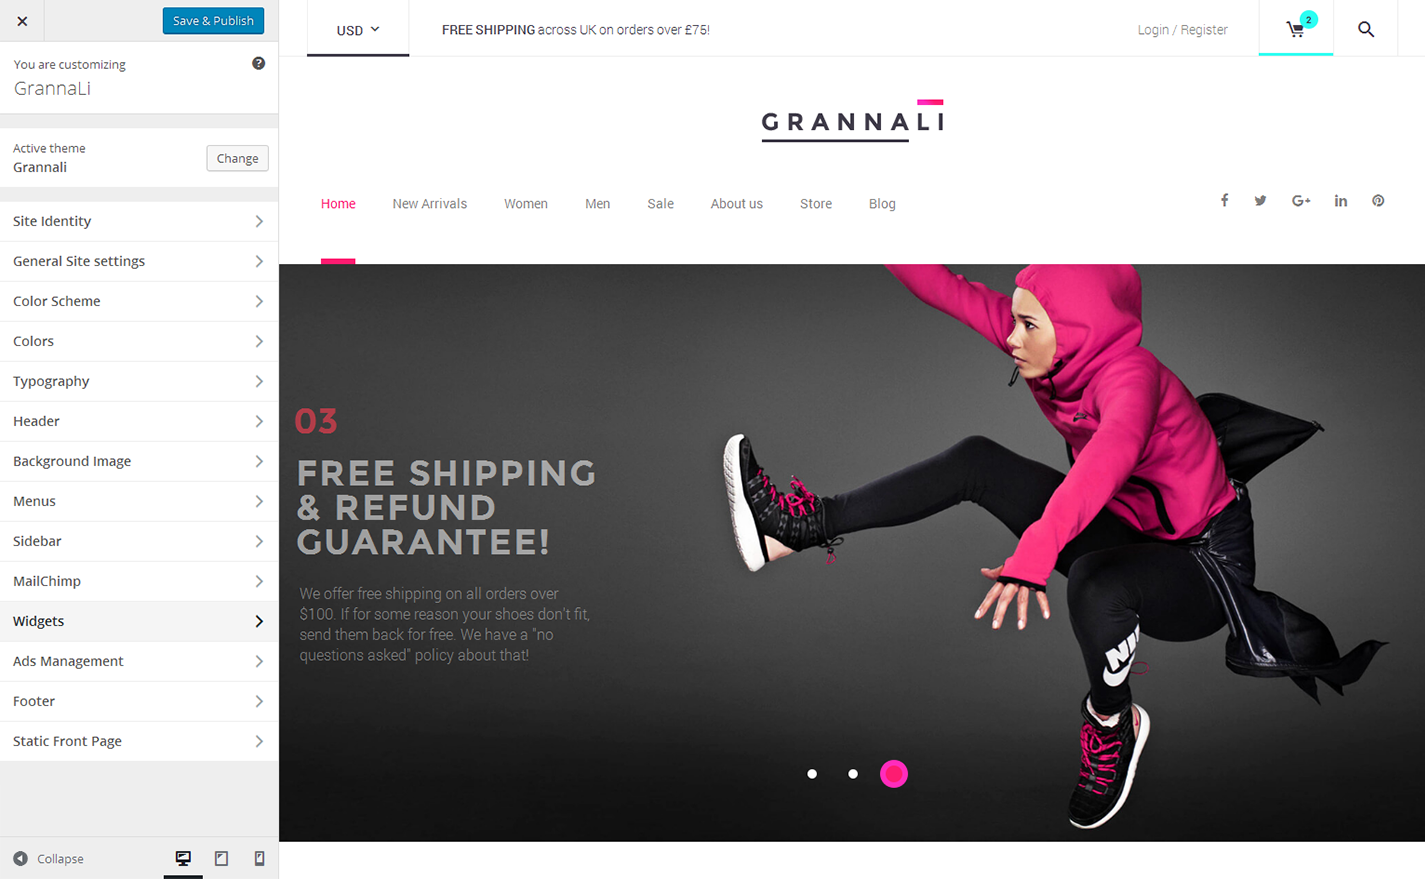 Save & Publish
You are customizing
GrannaLi
Active theme
Grannali
Change
Site Identity
General Site settings
Color Scheme
Colors
Typography
Header
Background Image
Menus
Sidebar
MailChimp
Widgets
Ads Management
Footer
Static Front Page
Collapse
USD
FREE SHIPPING across UK on orders over £75!
Login / Register
2
GRANNALI
Home
New Arrivals
Women
Men
Sale
About us
Store
Blog
03
FREE SHIPPING
& REFUND
GUARANTEE!
We offer free shipping on all orders over
$100. If for some reason your shoes don't fit,
send them back for free. We have a "no
questions asked" policy about that!
NIKE